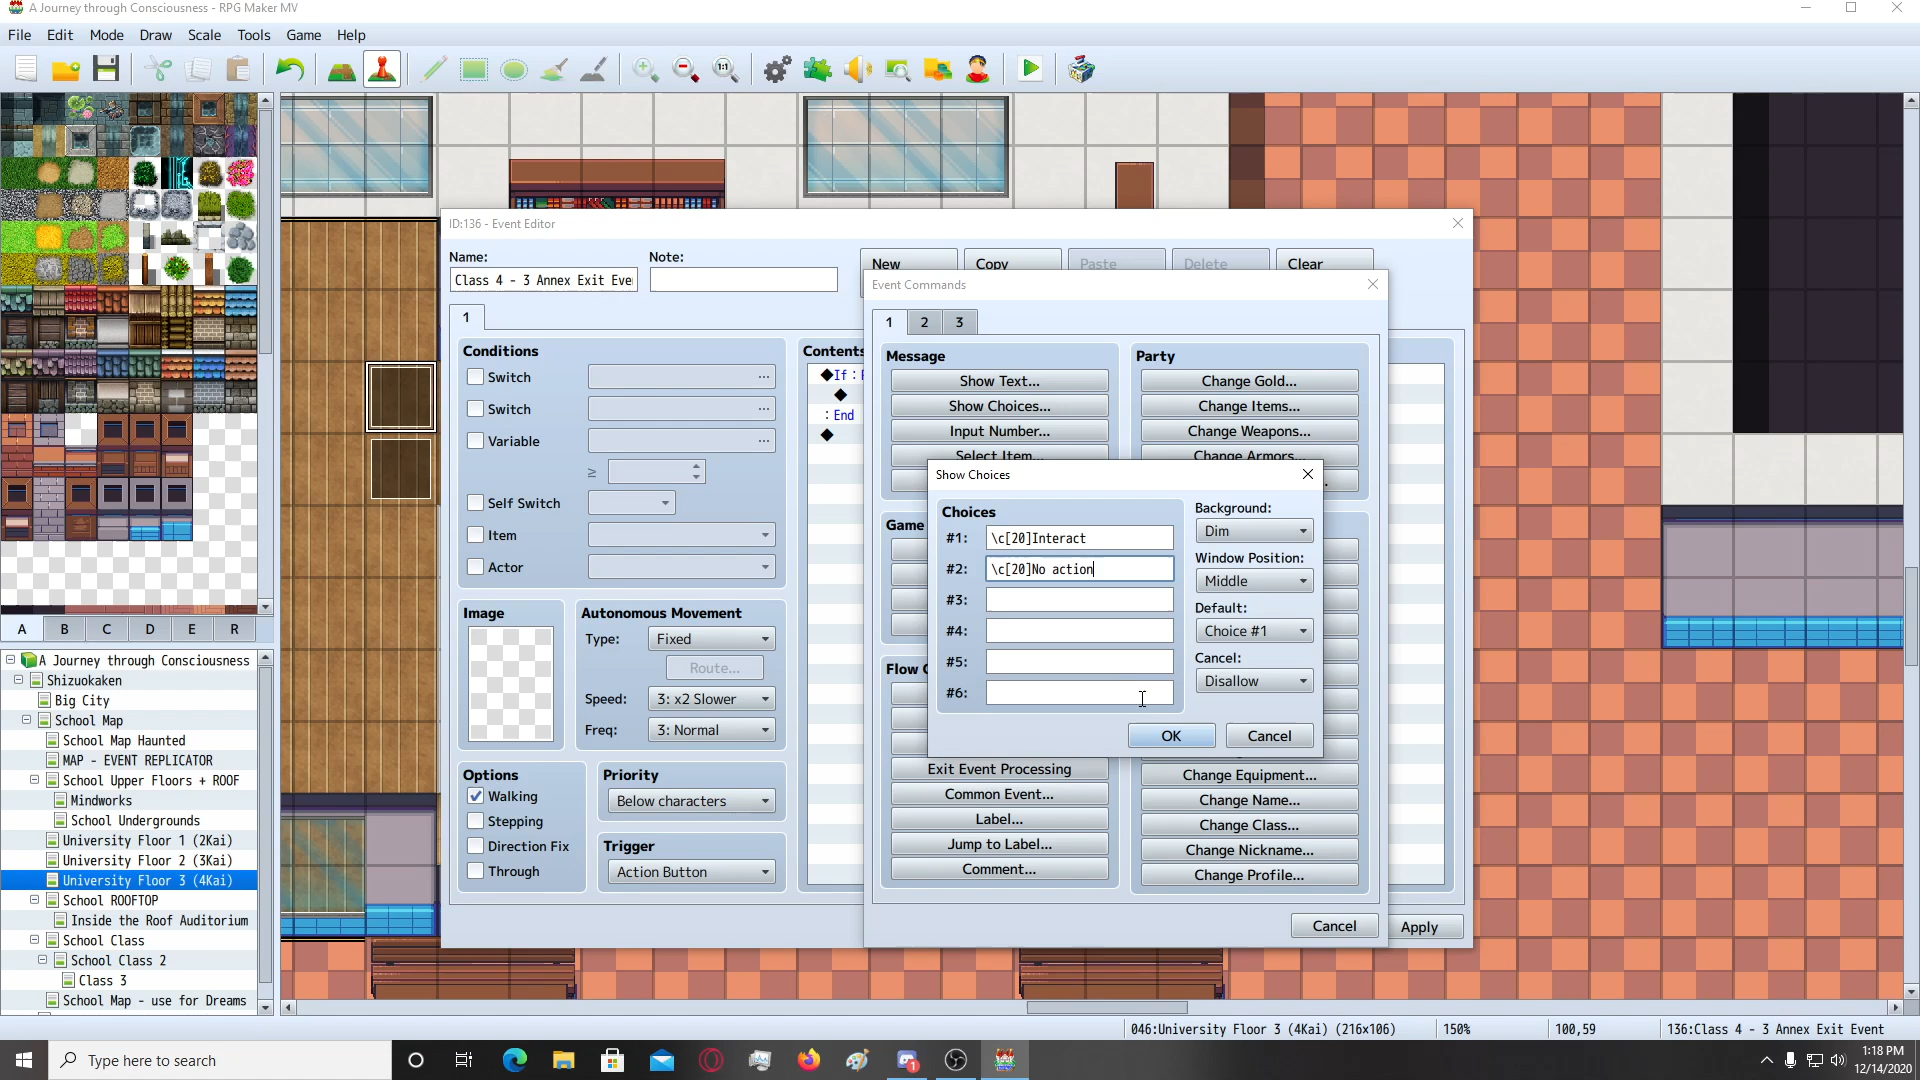 A Journey through Consciousness - RPG Maker MV
File Edit Mode Draw Scale Tools Game Help
1:1
ID:136 - Event Editor
Name:
Note:
Class 4 - 3 Annex Exit Eve
New Copy Paste Delete Clear
1
Conditions
Switch ...
Switch ...
Variable ...
≥
Self Switch
Item
Actor
Image
Autonomous Movement
Type: Fixed
Route...
Speed: 3: x2 Slower
Freq: 3: Normal
Options
Walking
Stepping
Direction Fix
Through
Priority
Below characters
Trigger
Action Button
Contents
◆If :
◆
: End
◆
Apply
Event Commands
1 2 3
Message
Show Text...
Show Choices...
Input Number...
Select Item...
Party
Change Gold...
Change Items...
Change Weapons...
Change Armors...
Game
Flow
Exit Event Processing
Common Event...
Label...
Jump to Label...
Comment...
Change Equipment...
Change Name...
Change Class...
Change Nickname...
Change Profile...
Cancel
Show Choices
Choices
#1: \c[20]Interact
#2: \c[20]No action
#3:
#4:
#5:
#6:
Background:
Dim
Window Position:
Middle
Default:
Choice #1
Cancel:
Disallow
OK Cancel
A B C D E R
A Journey through Consciousness
Shizuokaken
Big City
School Map
School Map Haunted
MAP - EVENT REPLICATOR
School Upper Floors + ROOF
Mindworks
School Undergrounds
University Floor 1 (2Kai)
University Floor 2 (3Kai)
University Floor 3 (4Kai)
School ROOFTOP
Inside the Roof Auditorium
School Class
School Class 2
Class 3
School Map - use for Dreams
046:University Floor 3 (4Kai) (216x106) 150% 100,59 136:Class 4 - 3 Annex Exit Event
Type here to search
1
1:18 PM
12/14/2020